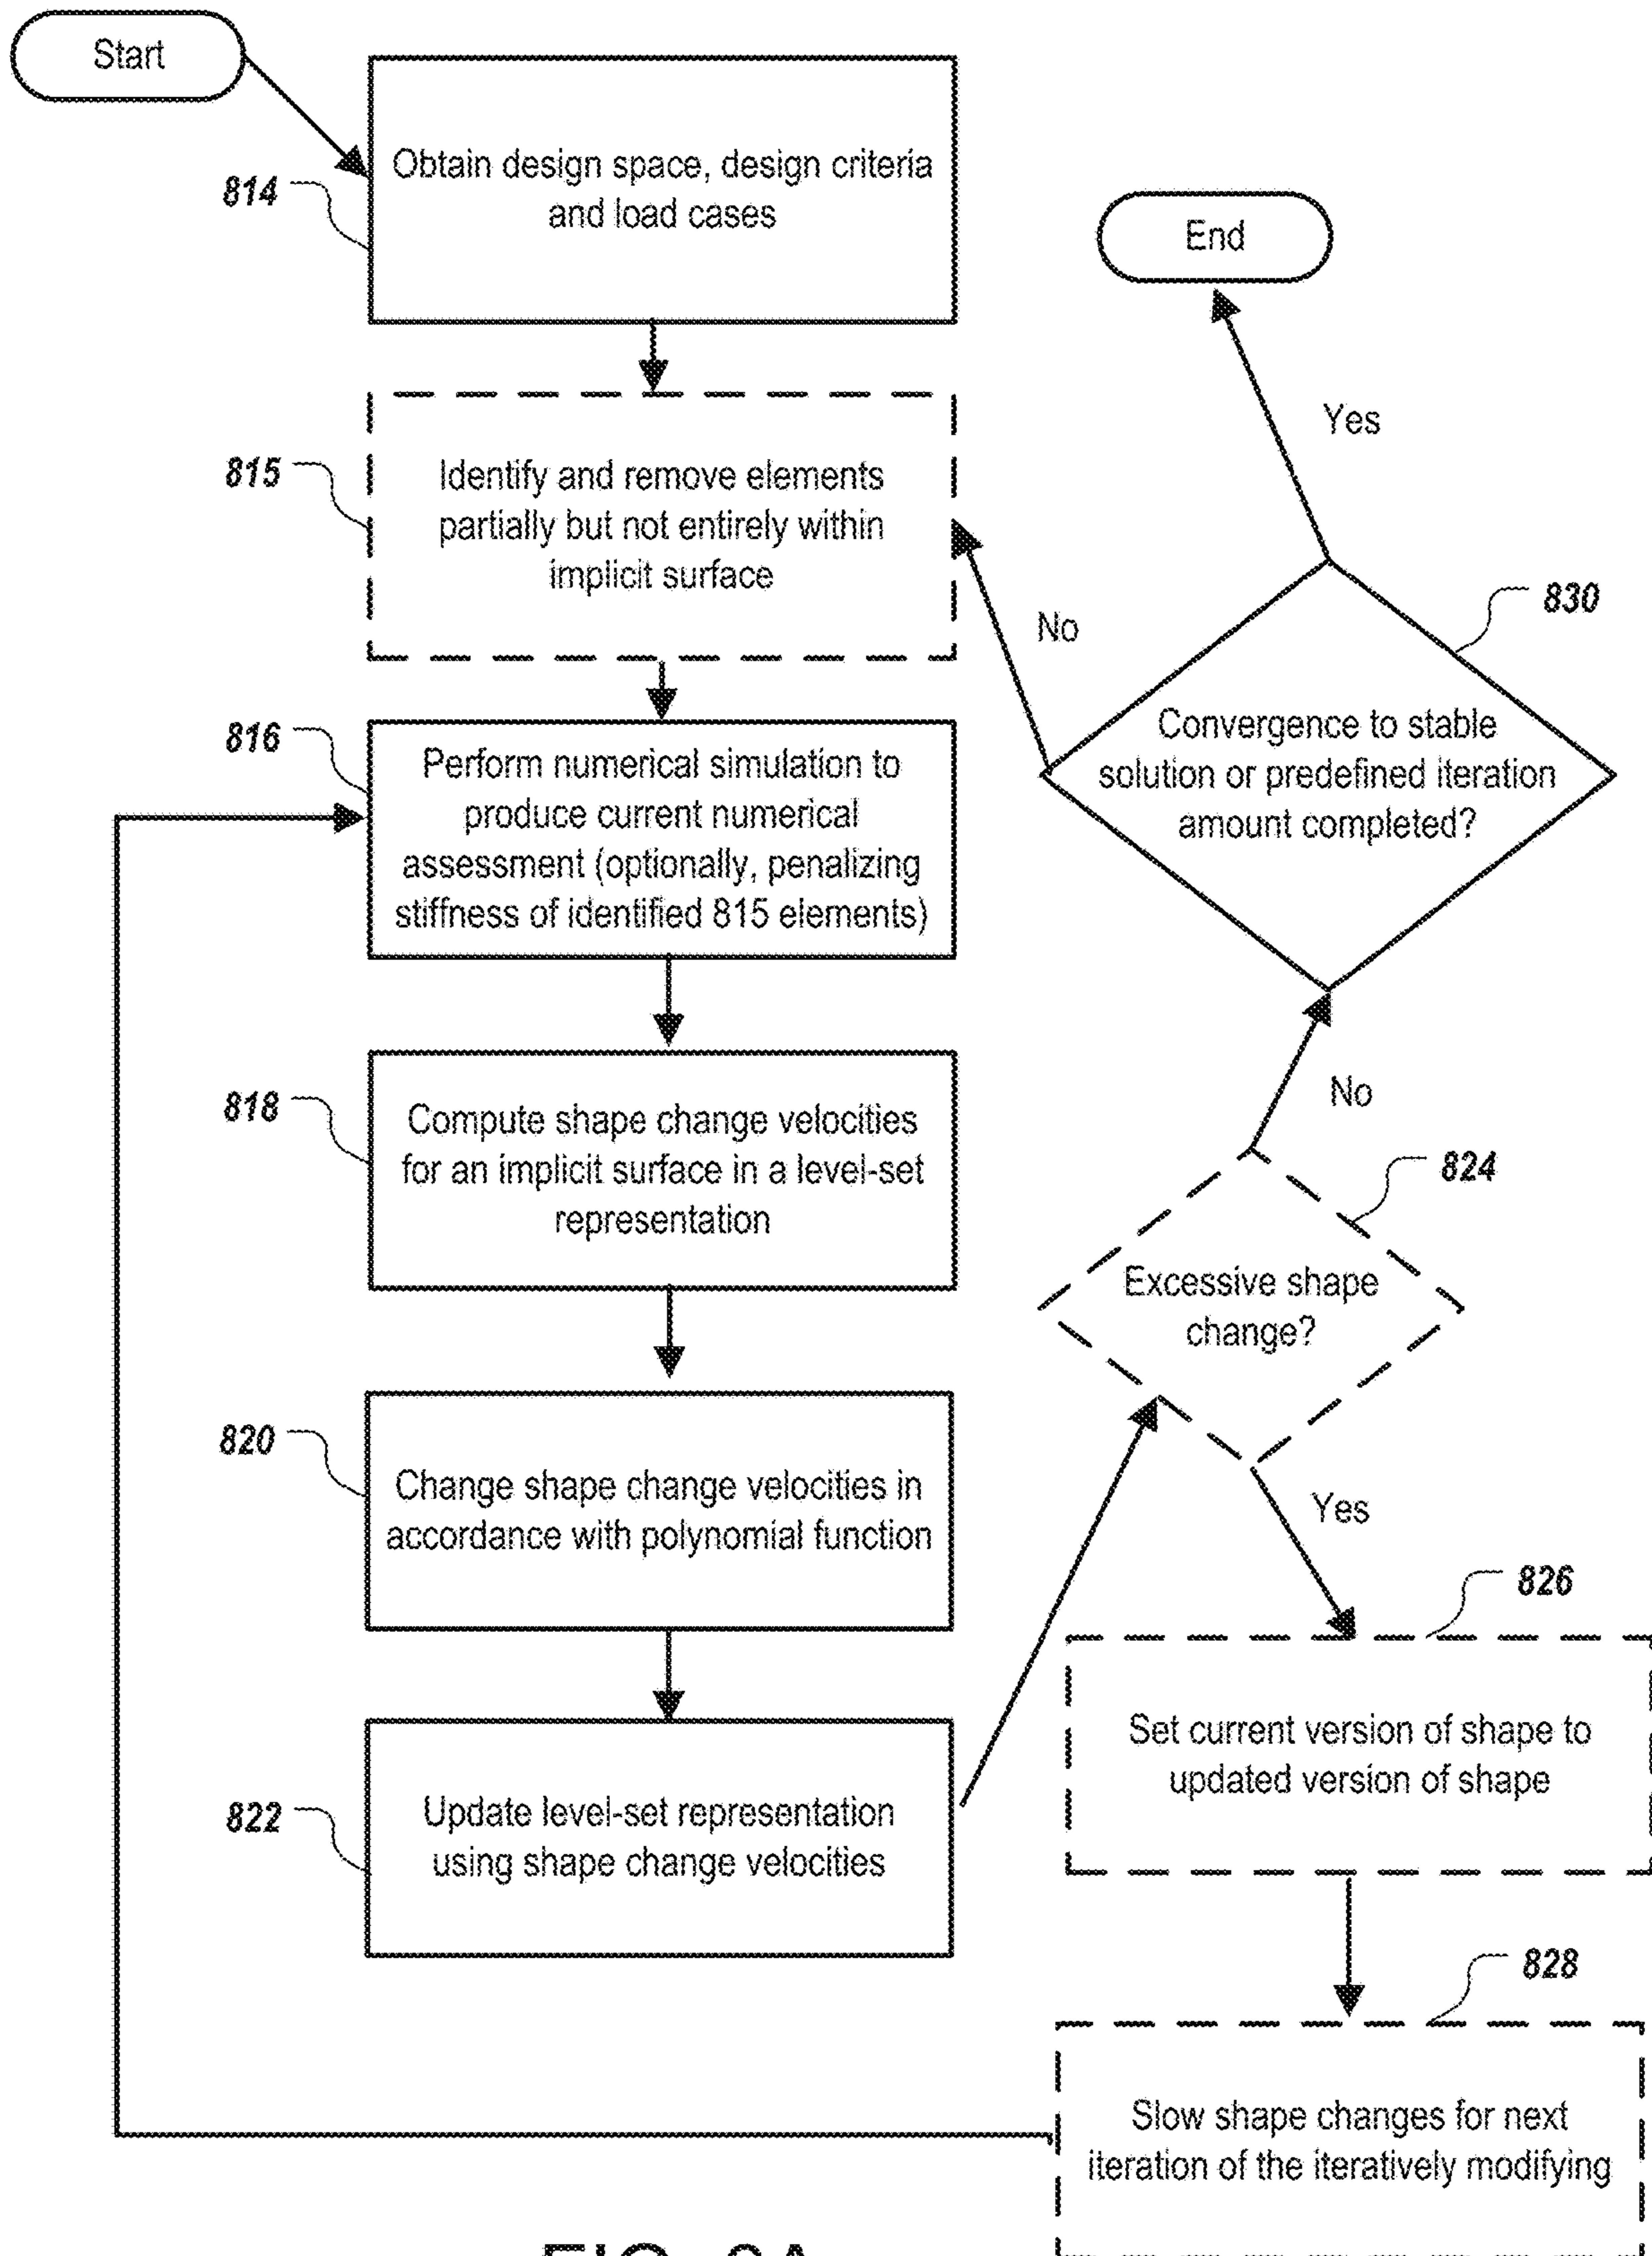 Start
814
Obtain design space, design criteria
and load cases
815
Identify and remove elements
partially but not entirely within
implicit surface
816
Perform numerical simulation to
produce current numerical
assessment (optionally, penalizing
stiffness of identified 815 elements)
818
Compute shape change velocities
for an implicit surface in a level-set
representation
820
Change shape change velocities in
accordance with polynomial function
822
Update level-set representation
using shape change velocities
End
Yes
No
830
Convergence to stable
solution or predefined iteration
amount completed?
No
824
Excessive shape
change?
Yes
826
Set current version of shape to
updated version of shape
828
Slow shape changes for next
iteration of the iteratively modifying